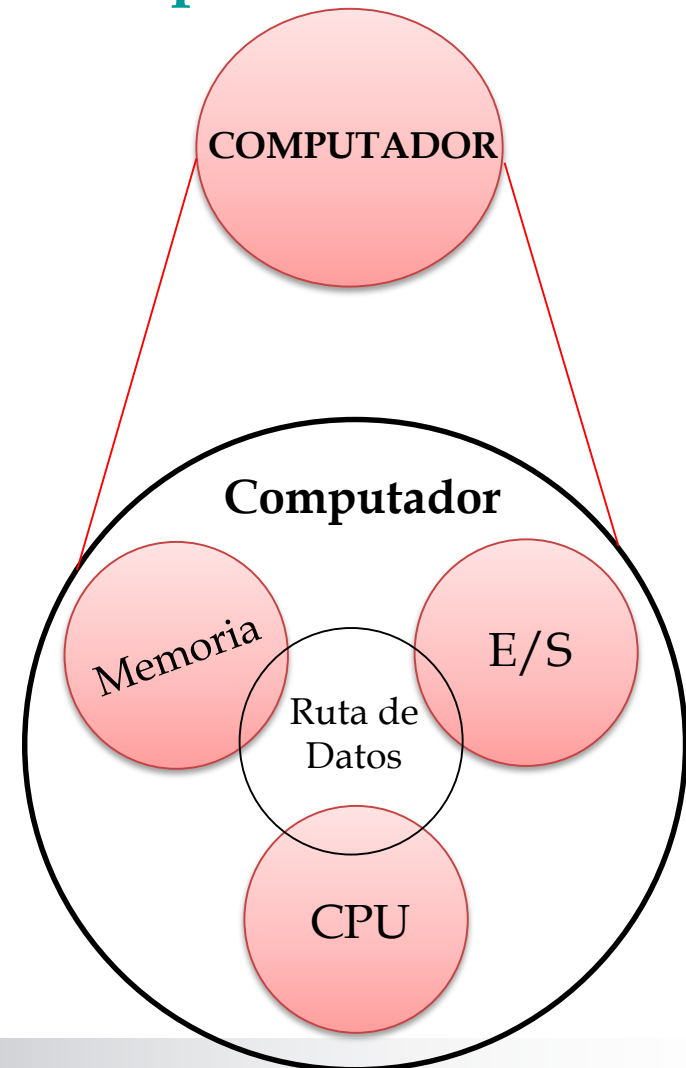 COMPUTADOR
Computador
Memoria
E/S
Ruta de
Datos
CPU